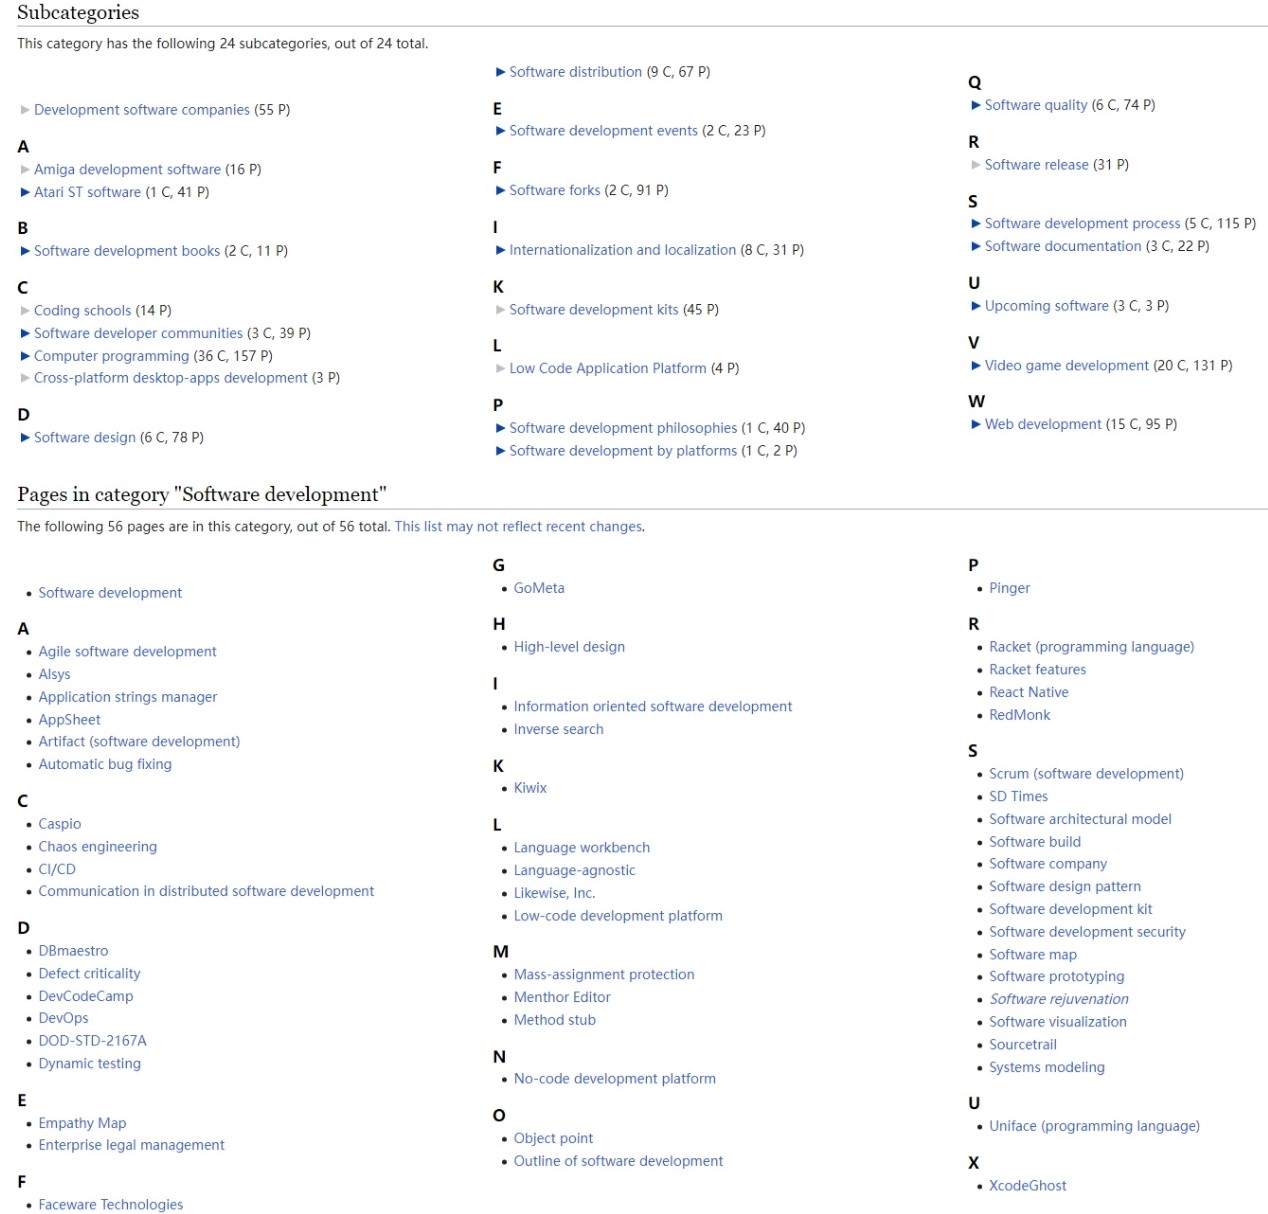 Subcategories
This category has the following 24 subcategories, out of 24 total.
► Development software companies (55 P)
A
► Amiga development software (16 P)
► Atari ST software (1 C, 41 P)
B
► Software development books (2 C, 11 P)
C
► Coding schools (14 P)
► Software developer communities (3 C, 39 P)
► Computer programming (36 C, 157 P)
► Cross-platform desktop-apps development (3 P)
D
► Software design (6 C, 78 P)
► Software distribution (9 C, 67 P)
E
► Software development events (2 C, 23 P)
F
► Software forks (2 C, 91 P)
I
► Internationalization and localization (8 C, 31 P)
K
► Software development kits (45 P)
L
► Low Code Application Platform (4 P)
P
► Software development philosophies (1 C, 40 P)
► Software development by platforms (1 C, 2 P)
Q
► Software quality (6 C, 74 P)
R
► Software release (31 P)
S
► Software development process (5 C, 115 P)
► Software documentation (3 C, 22 P)
U
► Upcoming software (3 C, 3 P)
V
► Video game development (20 C, 131 P)
W
► Web development (15 C, 95 P)
Pages in category "Software development"
The following 56 pages are in this category, out of 56 total. This list may not reflect recent changes.
• Software development
A
• Agile software development
• Alsys
• Application strings manager
• AppSheet
• Artifact (software development)
• Automatic bug fixing
C
• Caspio
• Chaos engineering
• CI/CD
• Communication in distributed software development
D
• DBmaestro
• Defect criticality
• DevCodeCamp
• DevOps
• DOD-STD-2167A
• Dynamic testing
E
• Empathy Map
• Enterprise legal management
F
• Faceware Technologies
G
• GoMeta
H
• High-level design
I
• Information oriented software development
• Inverse search
K
• Kiwix
L
• Language workbench
• Language-agnostic
• Likewise, Inc.
• Low-code development platform
M
• Mass-assignment protection
• Menthor Editor
• Method stub
N
• No-code development platform
O
• Object point
• Outline of software development
P
• Pinger
R
• Racket (programming language)
• Racket features
• React Native
• RedMonk
S
• Scrum (software development)
• SD Times
• Software architectural model
• Software build
• Software company
• Software design pattern
• Software development kit
• Software development security
• Software map
• Software prototyping
• Software rejuvenation
• Software visualization
• Sourcetrail
• Systems modeling
U
• Uniface (programming language)
X
• XcodeGhost